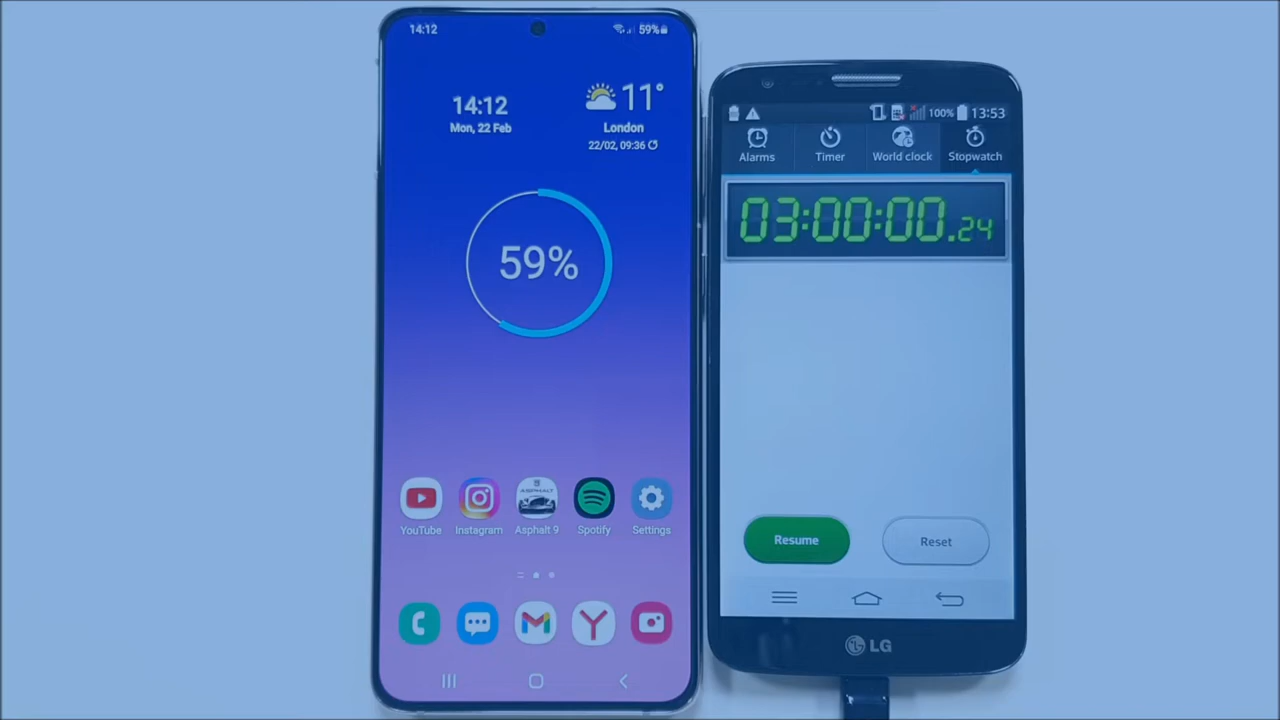 14:12
59%
14:12
Mon, 22 Feb
11°
London
22/02, 09:36
59%
YouTube
Instagram
ASPHALT
Asphalt 9
Spotify
Settings
100% 13:53
Alarms
Timer
World clock
Stopwatch
03:00:00.24
Resume
Reset
LG